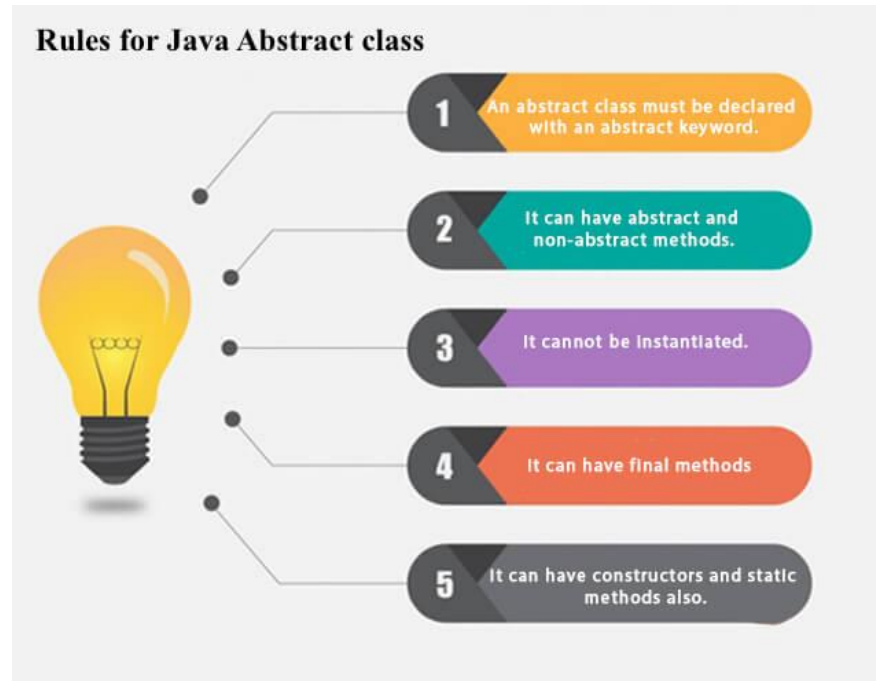 Rules for Java Abstract class
1
An abstract class must be declared
with an abstract keyword.
2
It can have abstract and
non-abstract methods.
3
It cannot be instantiated.
4
It can have final methods
5
It can have constructors and static
methods also.